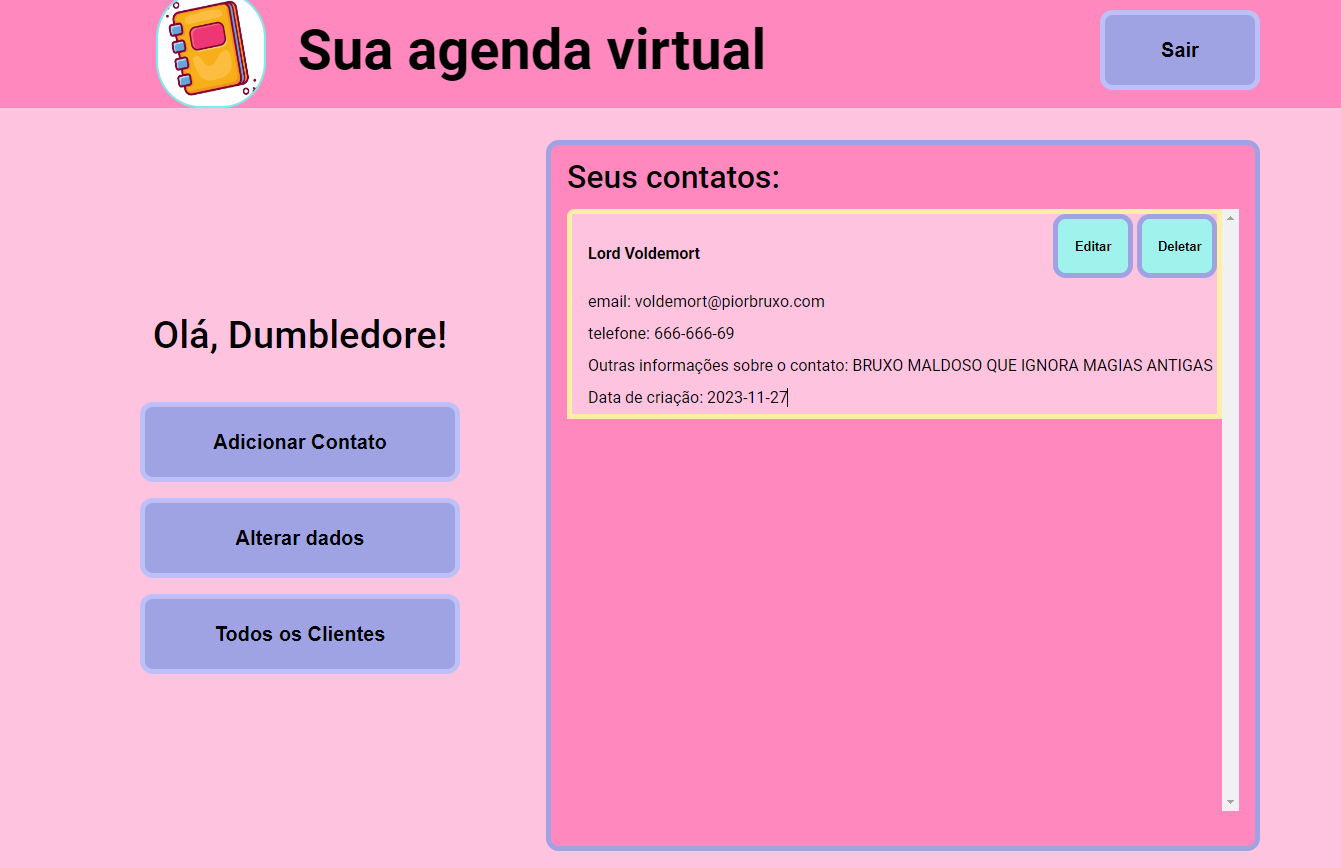 Sua agenda virtual
Sair
Seus contatos:
Lord Voldemort
Editar
Deletar
email: voldemort@piorbruxo.com
telefone: 666-666-69
Outras informações sobre o contato: BRUXO MALDOSO QUE IGNORA MAGIAS ANTIGAS
Data de criação: 2023-11-27
Olá, Dumbledore!
Adicionar Contato
Alterar dados
Todos os Clientes